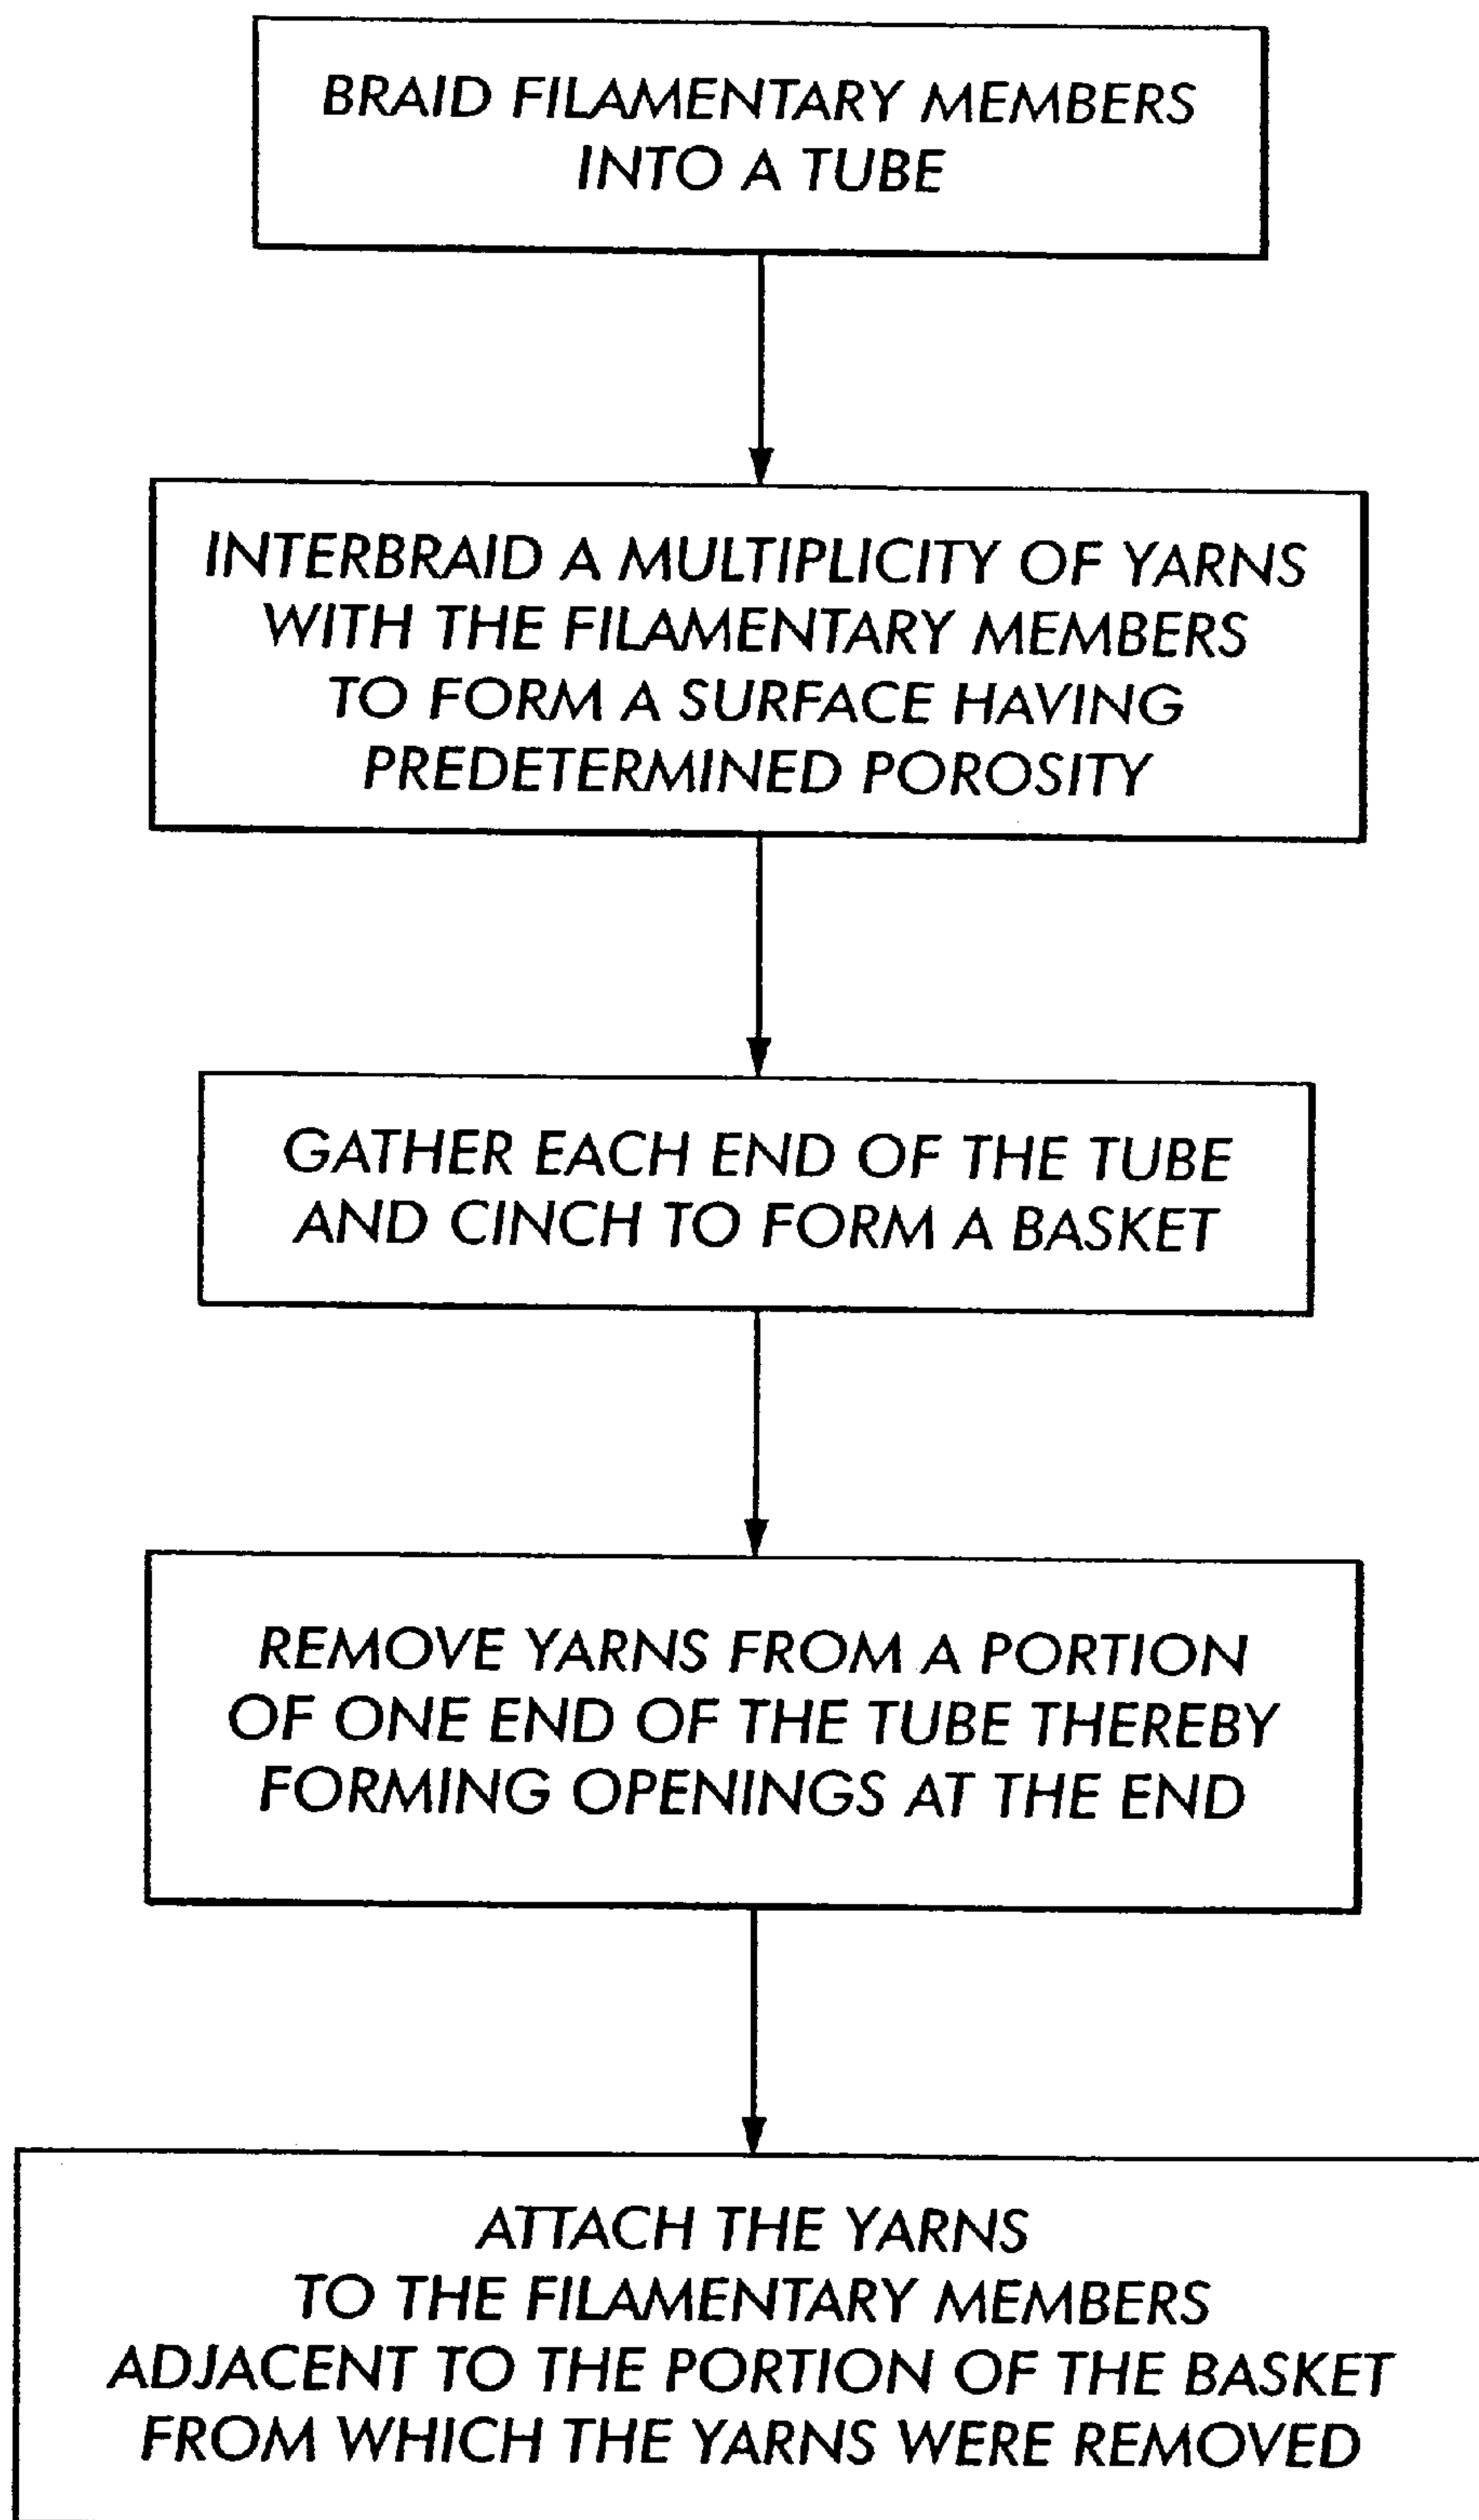 BRAID FILAMENTARY MEMBERS
INTO A TUBE
INTERBRAID A MULTIPLICITY OF YARNS
WITH THE FILAMENTARY MEMBERS
TO FORM A SURFACE HAVING
PREDETERMINED POROSITY
GATHER EACH END OF THE TUBE
AND CINCH TO FORM A BASKET
REMOVE YARNS FROM A PORTION
OF ONE END OF THE TUBE THEREBY
FORMING OPENINGS AT THE END
ATTACH THE YARNS
TO THE FILAMENTARY MEMBERS
ADJACENT TO THE PORTION OF THE BASKET
FROM WHICH THE YARNS WERE REMOVED